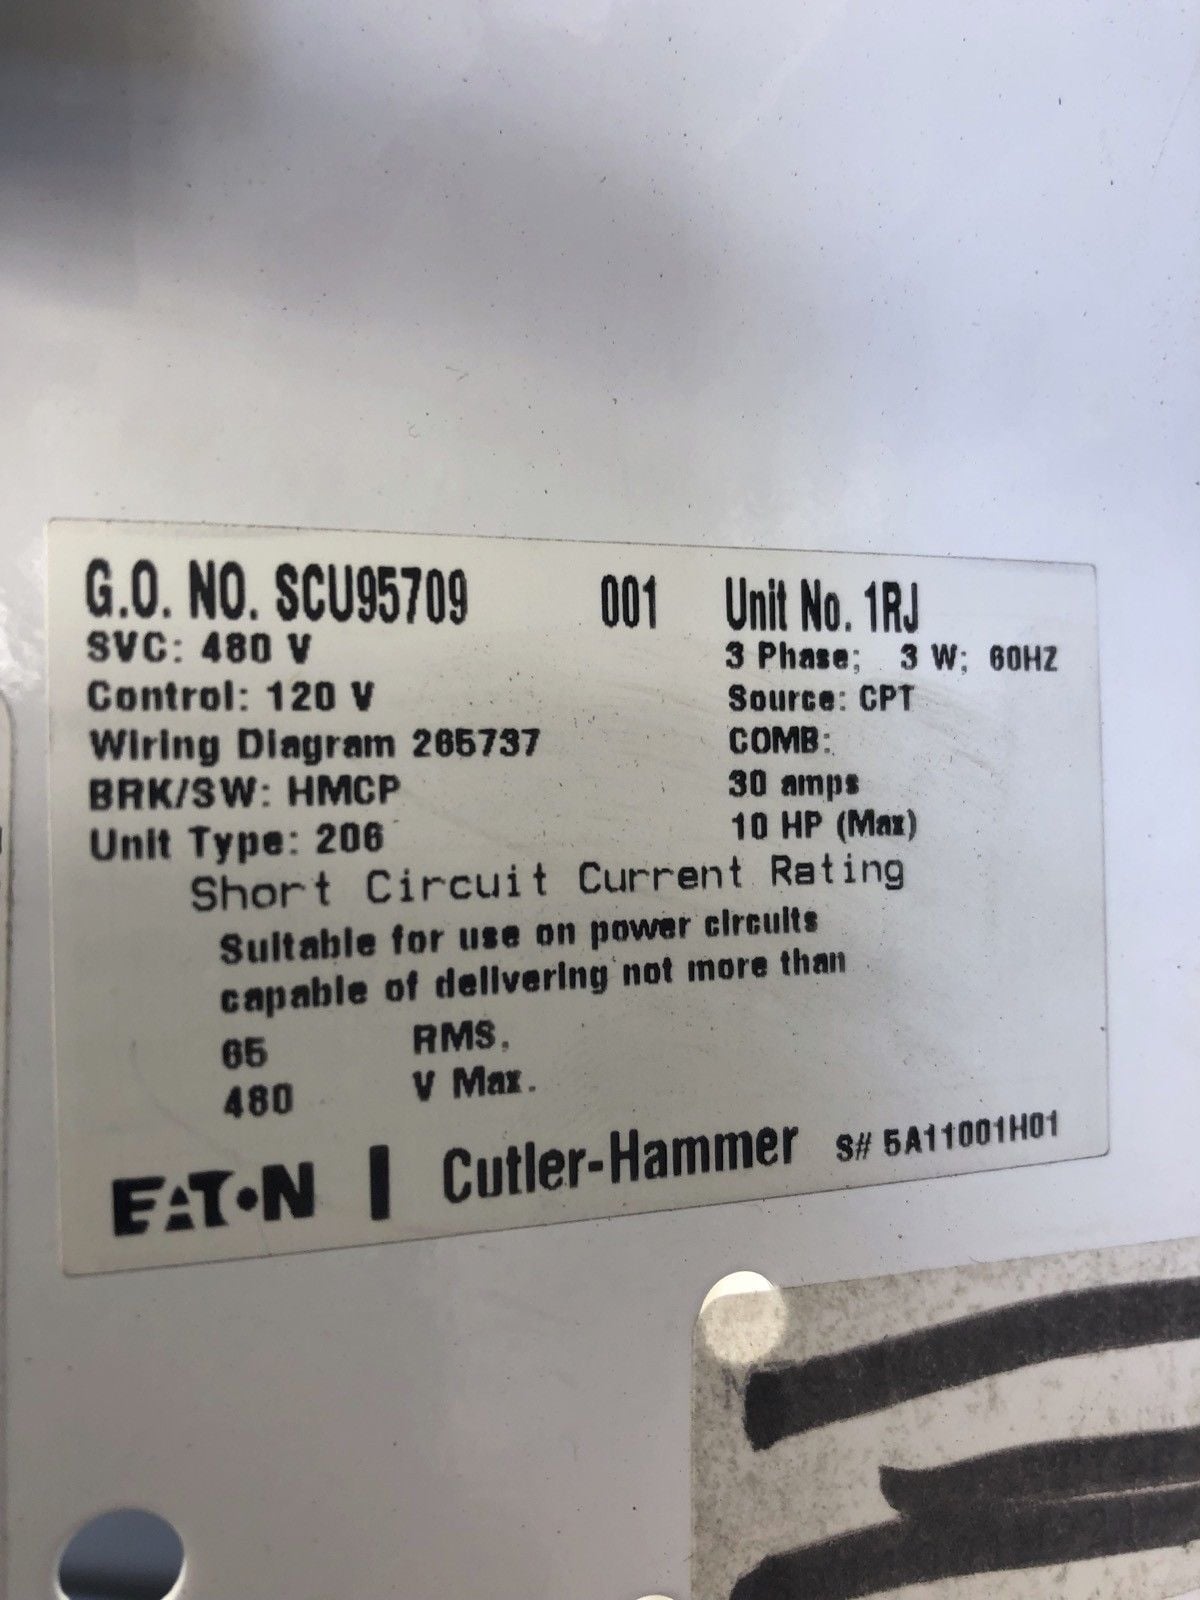 G.O. NO. SCU95709 001 Unit No. 1RJ
SVC: 480 V 3 Phase; 3 W; 60HZ
Control: 120 V Source: CPT
Wiring Diagram 265737 COMB:
BRK/SW: HMCP 30 amps
Unit Type: 206 10 HP (Max)
Short Circuit Current Rating
Suitable for use on power circuits
capable of delivering not more than
65 RMS.
480 V Max.
EATON | Cutler-Hammer S# 5A11001H01